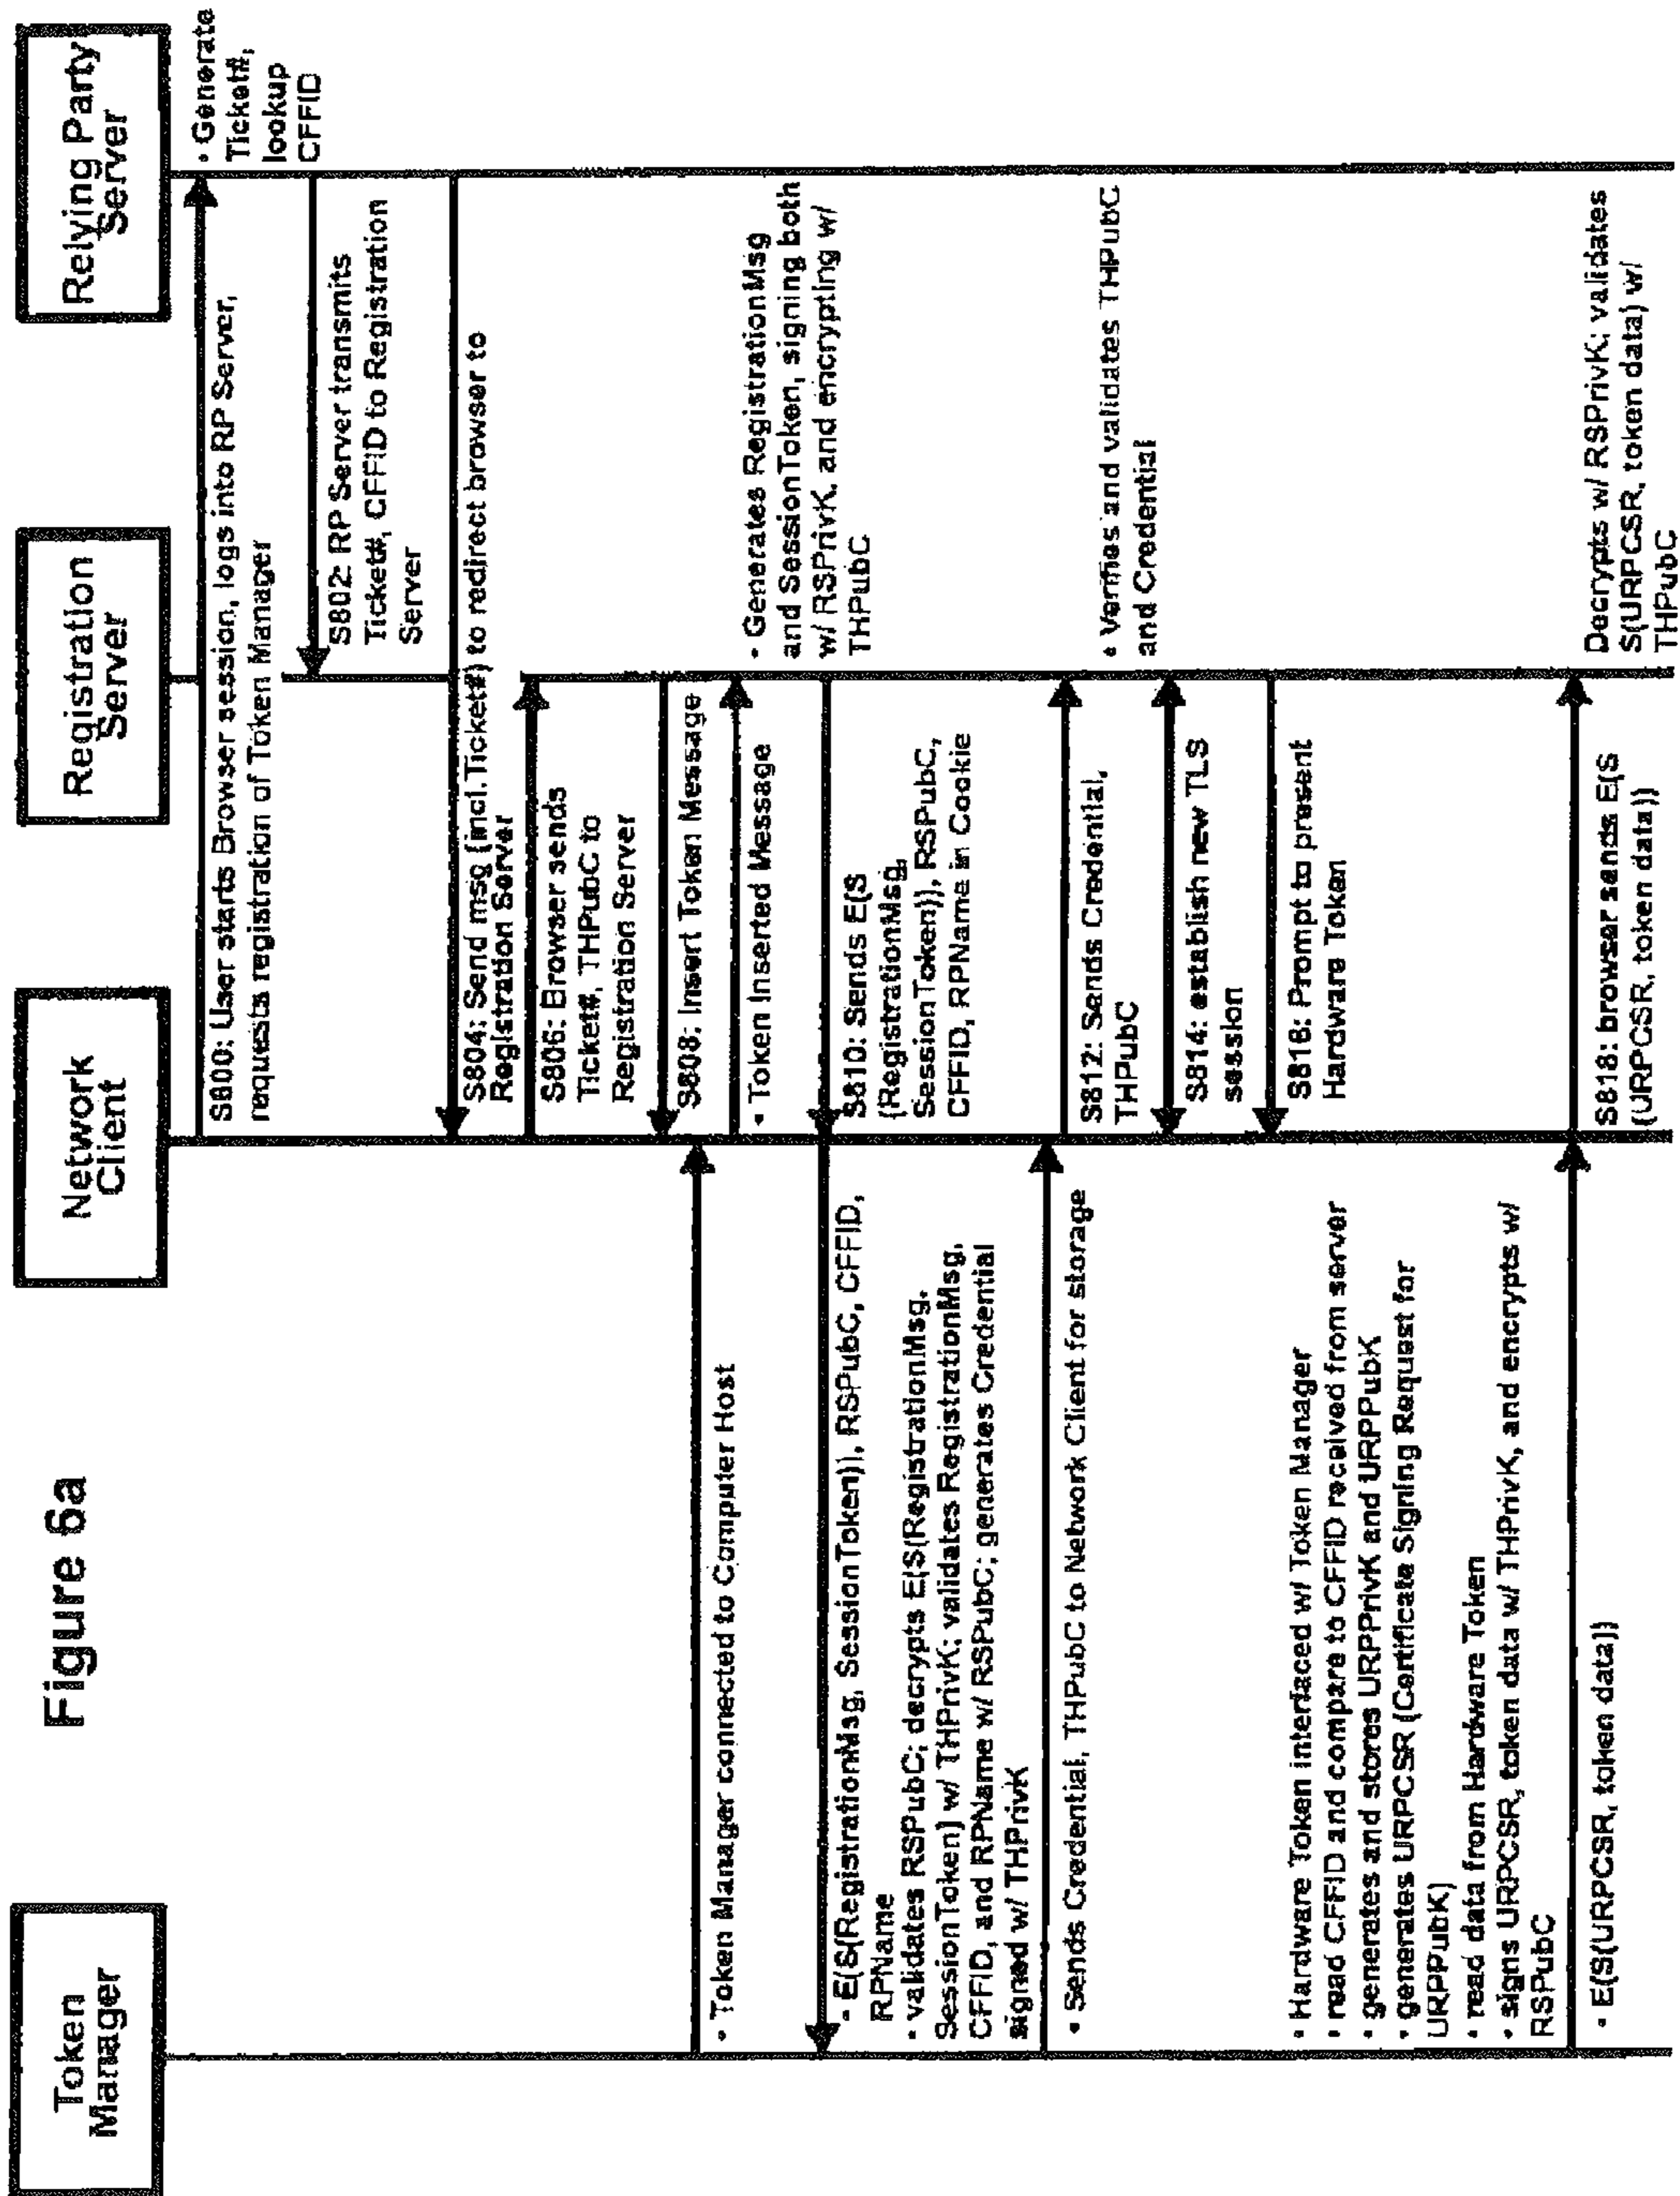 Figure 6a
Token
Manager
Network
Client
Registration
Server
Relying Party
Server
• Generate
Ticket#,
lookup
CFFID
S800: User starts Browser session, logs into RP Server,
requests registration of Token Manager
S802: RP Server transmits
Ticket#, CFFID to Registration
Server
S804: Send msg (incl.Ticket#) to redirect browser to
Registration Server
S806: Browser sends
Ticket#, THPubC to
Registration Server
S808: Insert Token Message
• Token Manager connected to Computer Host
• Token Inserted Message
• Generates RegistrationMsg
and SessionToken, signing both
w/ RSPrivK, and encrypting w/
THPubC
S810: Sends E(S
(RegistrationMsg,
SessionToken)), RSPubC,
CFFID, RPName in Cookie
• E(S(RegistrationMsg, SessionToken)), RSPubC, CFFID,
RPName
• validates RSPubC; decrypts E(S(RegistrationMsg,
SessionToken) w/ THPrivK; validates RegistrationMsg,
CFFID, and RPName w/ RSPubC; generates Credential
signed w/ THPrivK
• Sends Credential, THPubC to Network Client for storage
S812: Sends Credential,
THPubC
• Verifies and validates THPubC
and Credential
S814: establish new TLS
session
S816: Prompt to present
Hardware Token
• Hardware Token interfaced w/ Token Manager
• read CFFID and compare to CFFID received from server
• generates and stores URPPrivK and URPPubK
• generates URPCSR (Certificate Signing Request for
URPPubK)
• read data from Hardware Token
• signs URPCSR, token data w/ THPrivK, and encrypts w/
RSPubC
• E(S(URPCSR, token data))
S818: browser sends E(S
(URPCSR, token data))
Decrypts w/ RSPrivK; validates
S(URPCSR, token data) w/
THPubC